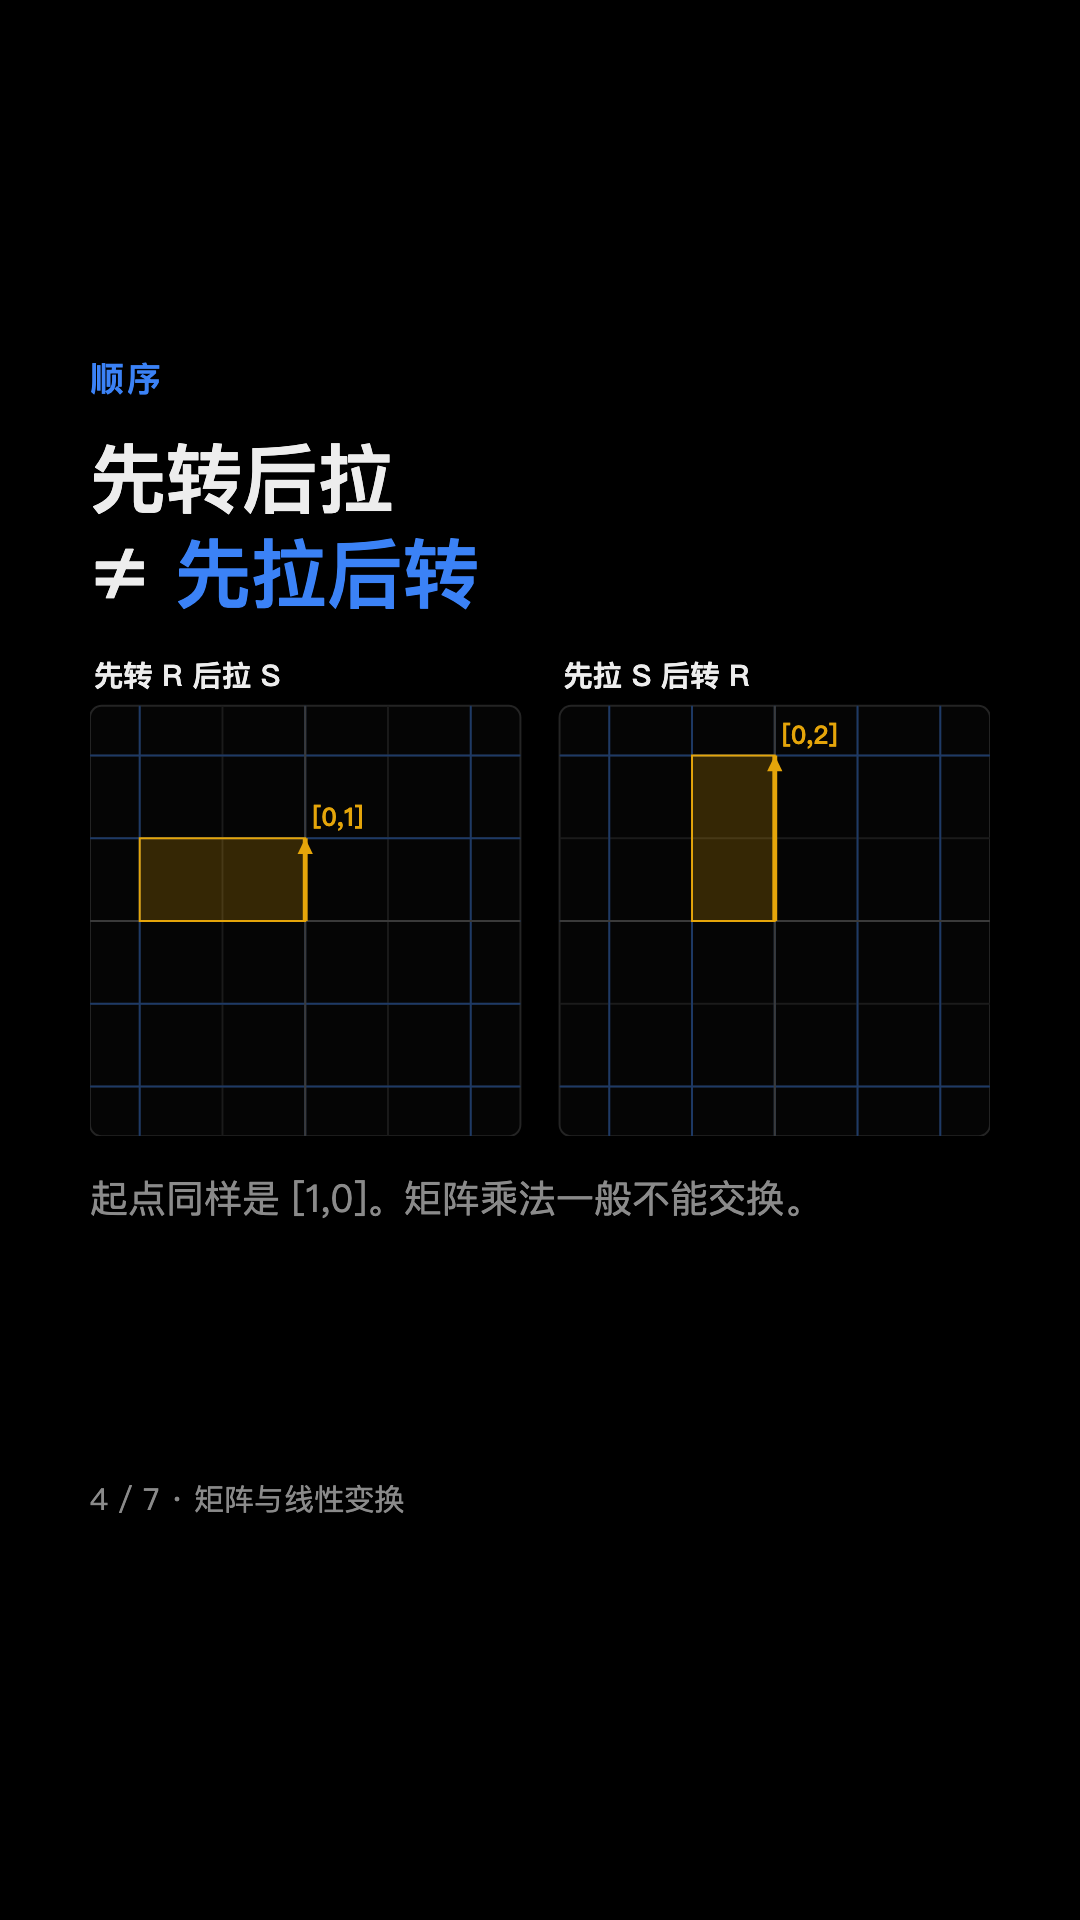 顺序
先转后拉
≠ 先拉后转
先转 R 后拉 S
先拉 S 后转 R
[0,1]
[0,2]
起点同样是 [1,0]。矩阵乘法一般不能交换。
4 / 7 · 矩阵与线性变换